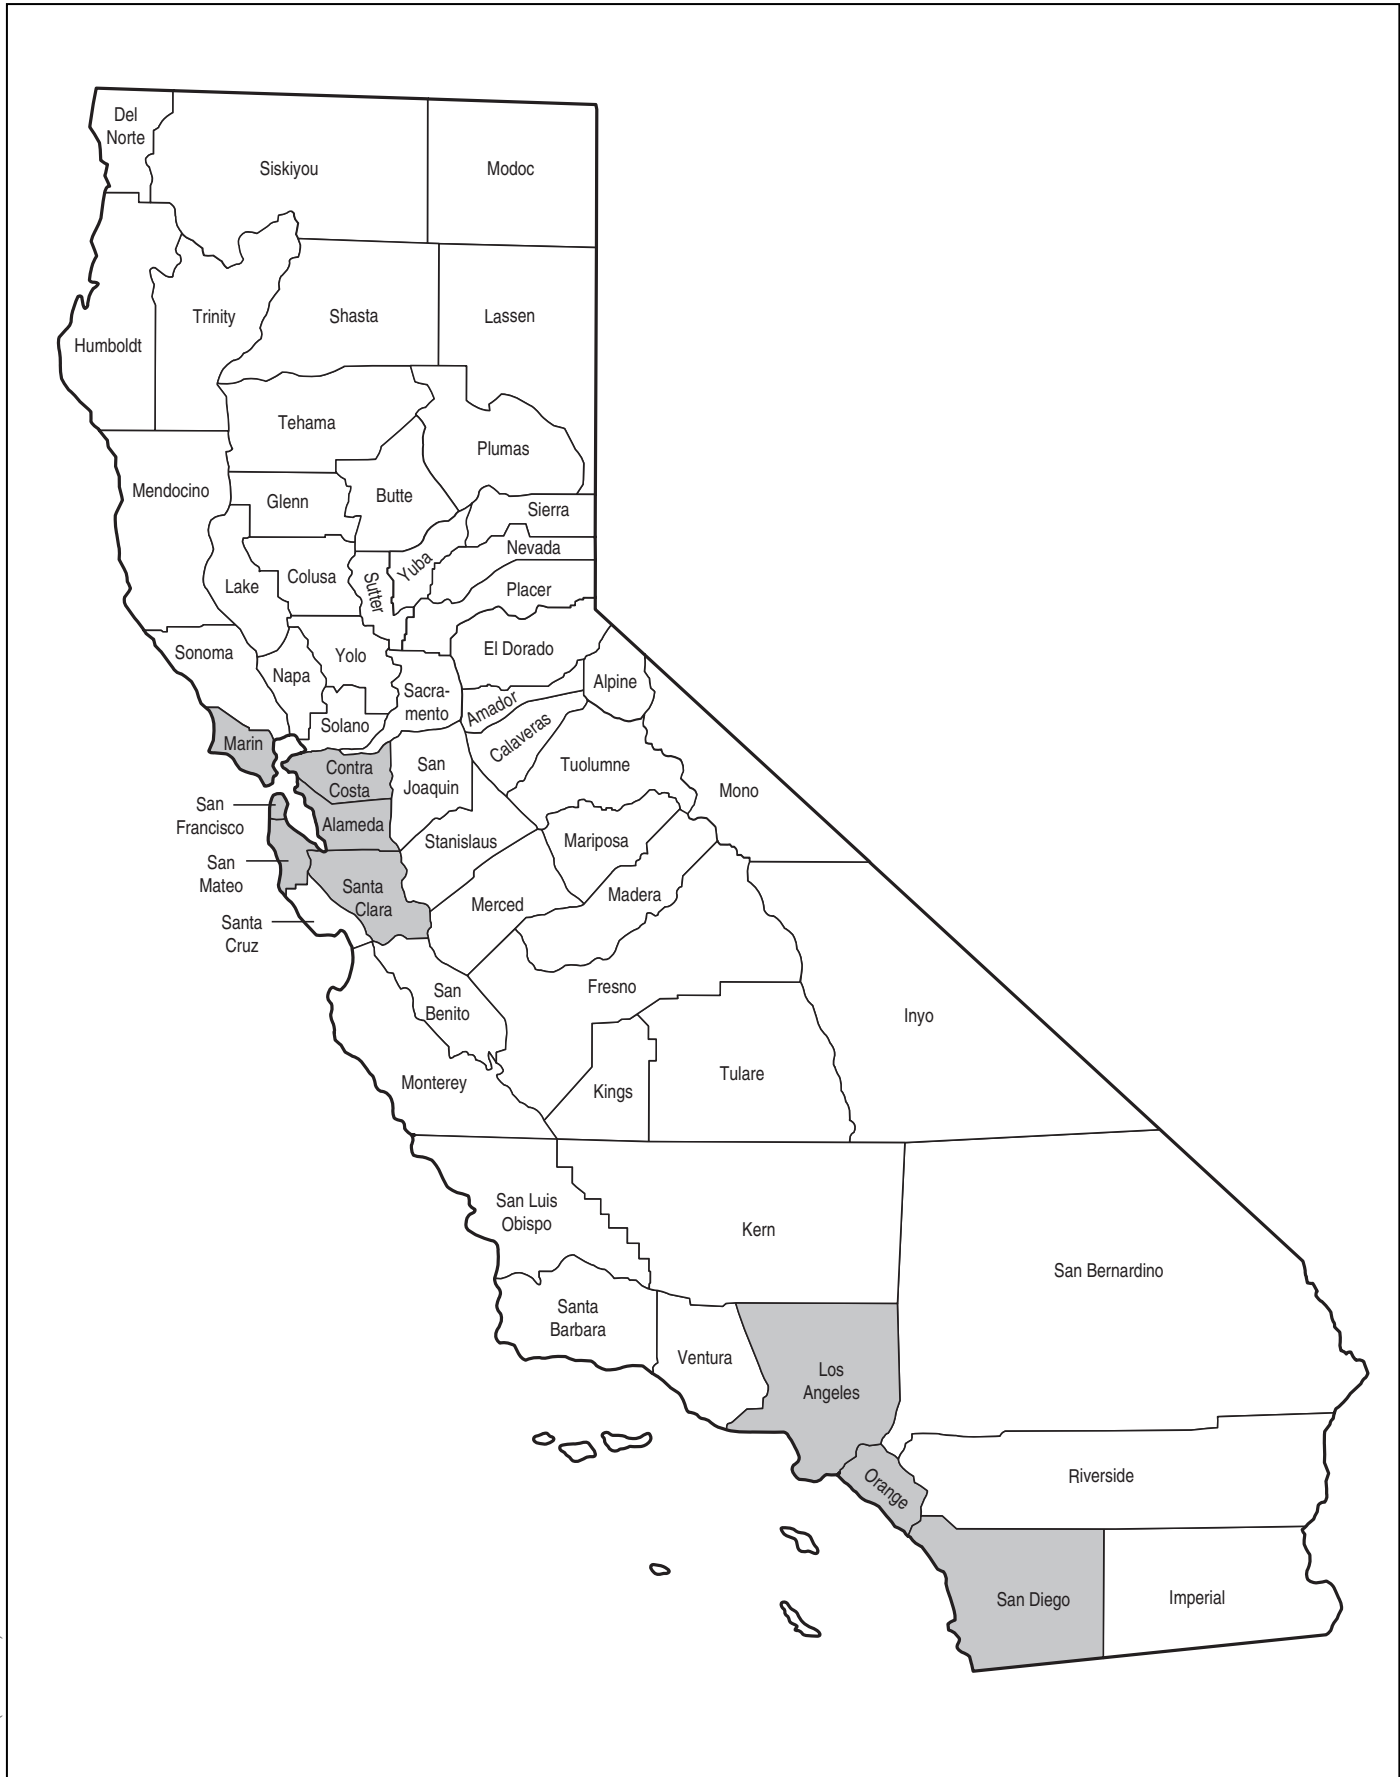 Del
Norte
Siskiyou
Modoc
Humboldt
Trinity
Shasta
Lassen
Tehama
Plumas
Mendocino
Glenn
Butte
Sierra
Nevada
Lake
Colusa
Sutter
Yuba
Placer
Sonoma
Napa
Yolo
Sacra-
mento
El Dorado
Alpine
Amador
Solano
Marin
Calaveras
Contra
Costa
San
Joaquin
Tuolumne
Mono
San
Francisco
Alameda
Stanislaus
Mariposa
San
Mateo
Santa
Clara
Merced
Madera
Santa
Cruz
San
Benito
Fresno
Inyo
Monterey
Kings
Tulare
San Luis
Obispo
Kern
San Bernardino
Santa
Barbara
Ventura
Los
Angeles
Orange
Riverside
San Diego
Imperial